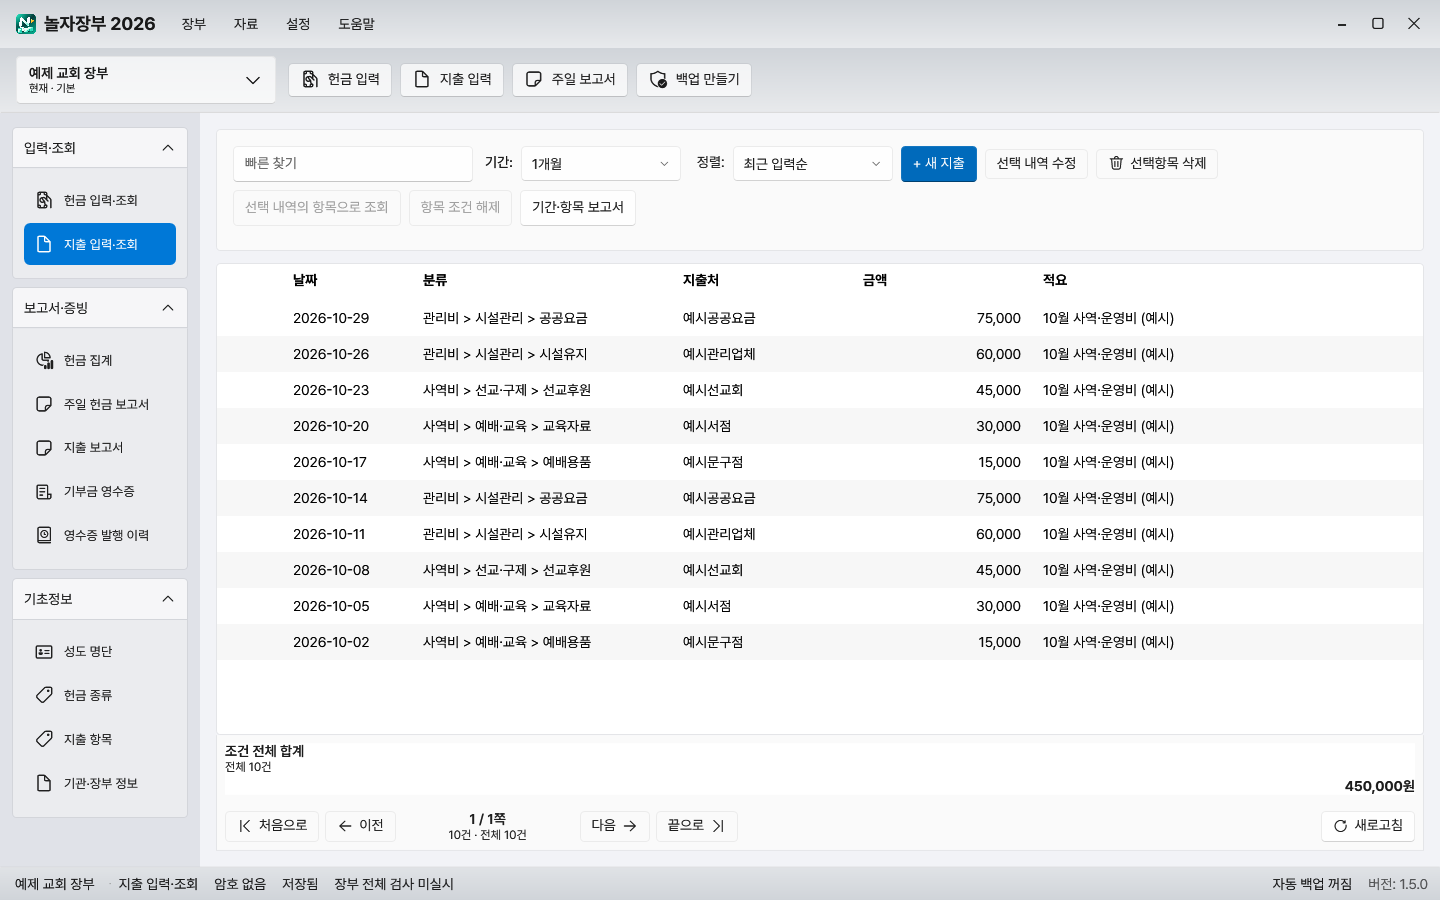 놀자장부 2026 장부 자료 설정 도움말
예제 교회 장부
현재 · 기본
헌금 입력 지출 입력 주일 보고서 백업 만들기
입력·조회
헌금 입력·조회
지출 입력·조회
보고서·증빙
헌금 집계
주일 헌금 보고서
지출 보고서
기부금 영수증
영수증 발행 이력
기초정보
성도 명단
헌금 종류
지출 항목
기관·장부 정보
빠른 찾기 기간: 1개월 정렬: 최근 입력순 + 새 지출 선택 내역 수정 선택항목 삭제
선택 내역의 항목으로 조회 항목 조건 해제 기간·항목 보고서
날짜 분류 지출처 금액 적요
2026-10-29 관리비 > 시설관리 > 공공요금 예시공공요금 75,000 10월 사역·운영비 (예시)
2026-10-26 관리비 > 시설관리 > 시설유지 예시관리업체 60,000 10월 사역·운영비 (예시)
2026-10-23 사역비 > 선교·구제 > 선교후원 예시선교회 45,000 10월 사역·운영비 (예시)
2026-10-20 사역비 > 예배·교육 > 교육자료 예시서점 30,000 10월 사역·운영비 (예시)
2026-10-17 사역비 > 예배·교육 > 예배용품 예시문구점 15,000 10월 사역·운영비 (예시)
2026-10-14 관리비 > 시설관리 > 공공요금 예시공공요금 75,000 10월 사역·운영비 (예시)
2026-10-11 관리비 > 시설관리 > 시설유지 예시관리업체 60,000 10월 사역·운영비 (예시)
2026-10-08 사역비 > 선교·구제 > 선교후원 예시선교회 45,000 10월 사역·운영비 (예시)
2026-10-05 사역비 > 예배·교육 > 교육자료 예시서점 30,000 10월 사역·운영비 (예시)
2026-10-02 사역비 > 예배·교육 > 예배용품 예시문구점 15,000 10월 사역·운영비 (예시)
조건 전체 합계
전체 10건
450,000원
처음으로 이전 1 / 1쪽 다음 끝으로 새로고침
10건 · 전체 10건
예제 교회 장부 · 지출 입력·조회 암호 없음 저장됨 장부 전체 검사 미실시 자동 백업 꺼짐 버전: 1.5.0